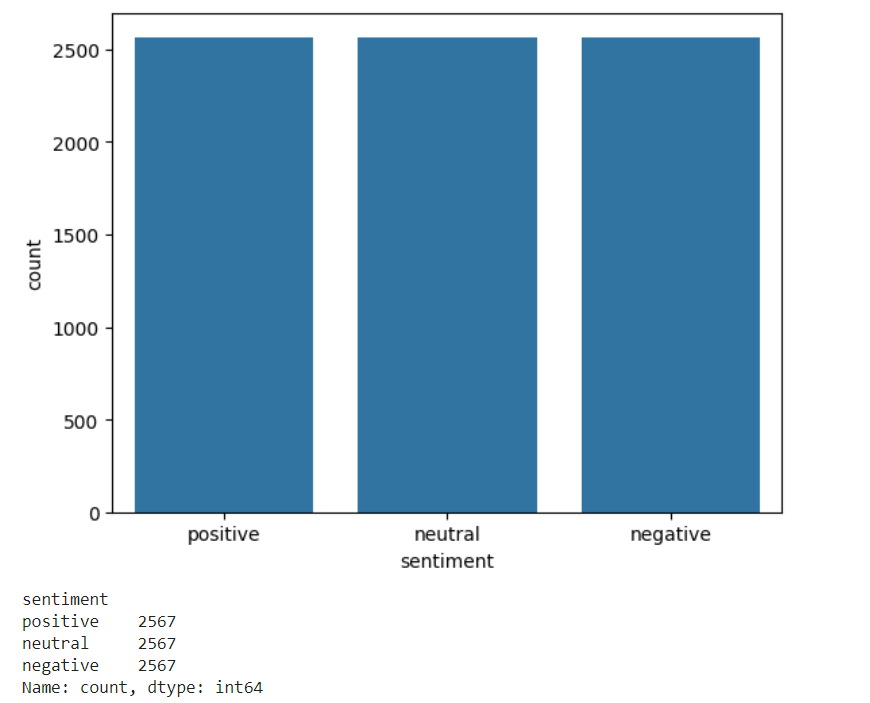 2500
2000
1500
1000
500
0
count
positive neutral negative
sentiment
sentiment
positive 2567
neutral 2567
negative 2567
Name: count, dtype: int64